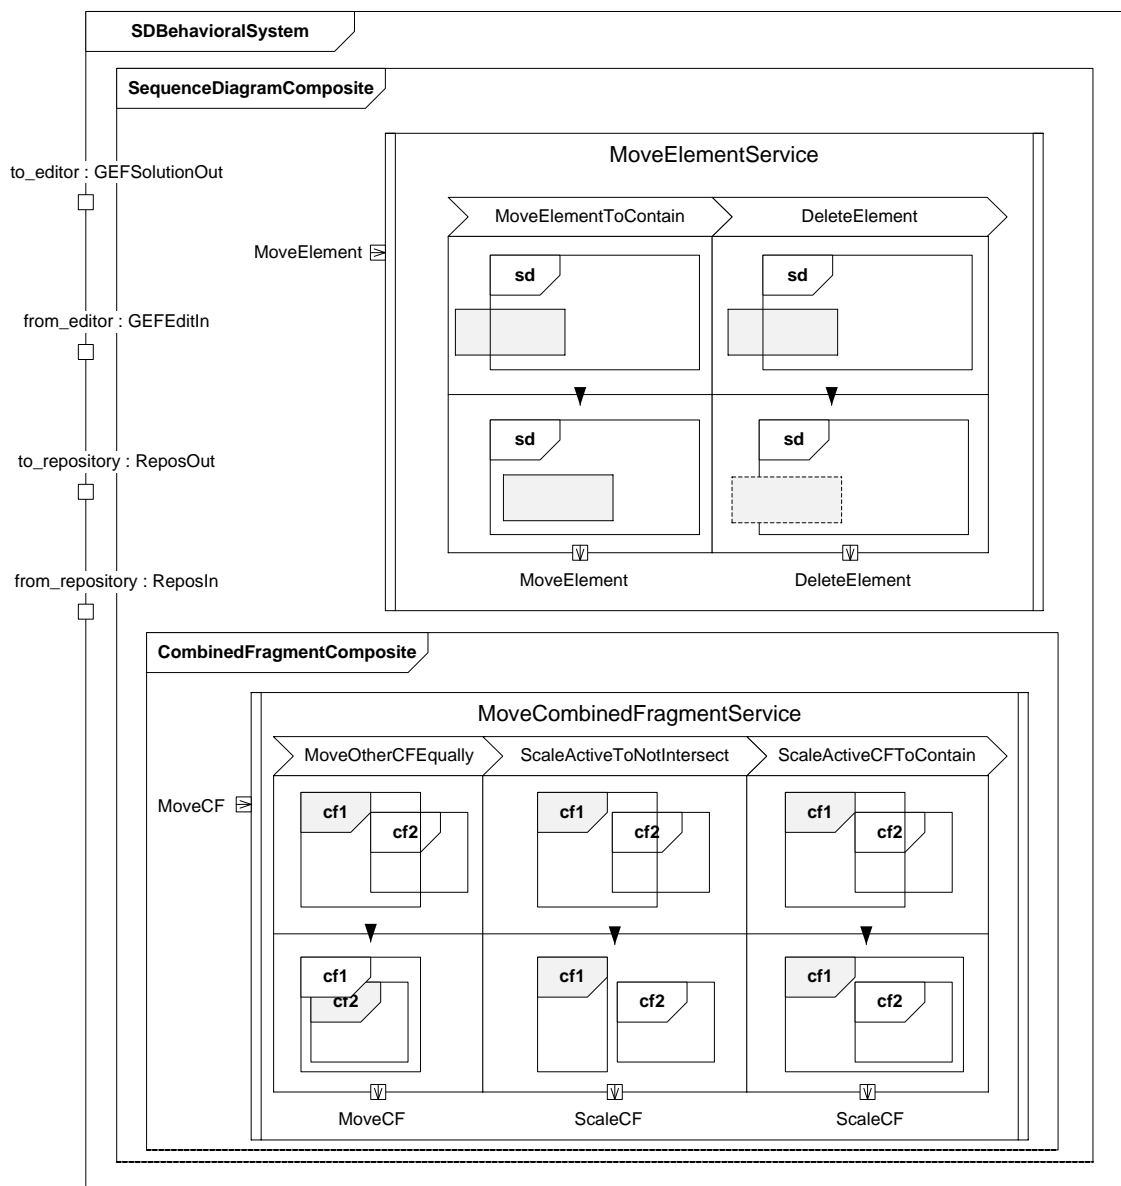 SDBehavioralSystem
SequenceDiagramComposite
to_editor : GEFSolutionOut
from_editor : GEFEditIn
to_repository : ReposOut
from_repository : ReposIn
MoveElementService
MoveElement
MoveElementToContain
DeleteElement
sd
sd
sd
sd
MoveElement
DeleteElement
CombinedFragmentComposite
MoveCombinedFragmentService
MoveCF
MoveOtherCFEqually
ScaleActiveToNotIntersect
ScaleActiveCFToContain
cf1
cf2
cf1
cf2
cf1
cf2
cf1
cf2
cf1
cf2
cf1
cf2
MoveCF
ScaleCF
ScaleCF